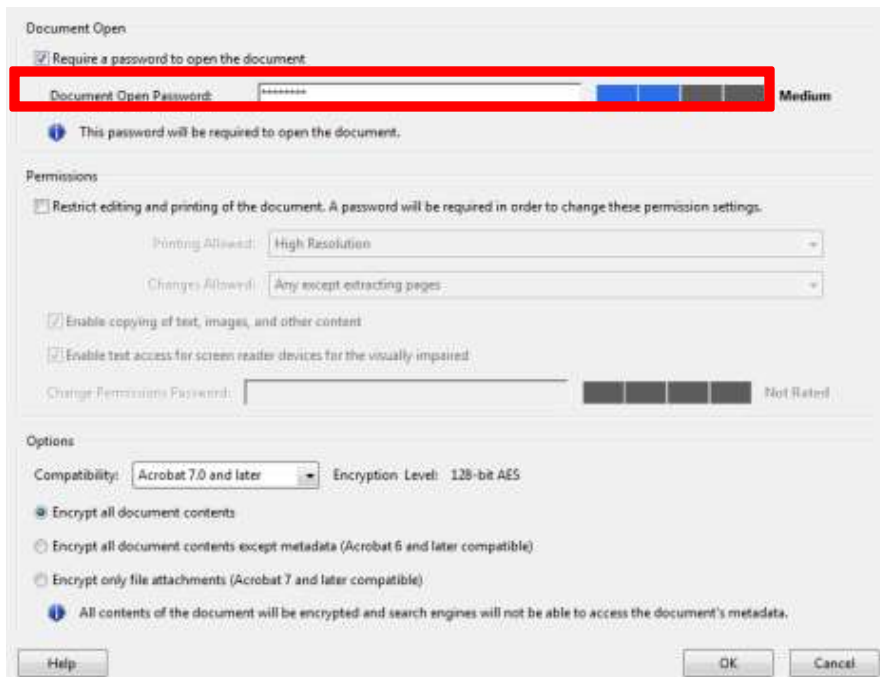 Document Open
Require a password to open the document
Document Open Password: ******** Medium
This password will be required to open the document.
Permissions
Restrict editing and printing of the document. A password will be required in order to change these permission settings.
Printing Allowed: High Resolution
Changes Allowed: Any except extracting pages
Enable copying of text, images, and other content
Enable text access for screen reader devices for the visually impaired
Change Permissions Password: Not Rated
Options
Compatibility: Acrobat 7.0 and later Encryption Level: 128-bit AES
Encrypt all document contents
Encrypt all document contents except metadata (Acrobat 6 and later compatible)
Encrypt only file attachments (Acrobat 7 and later compatible)
All contents of the document will be encrypted and search engines will not be able to access the document's metadata.
Help OK Cancel